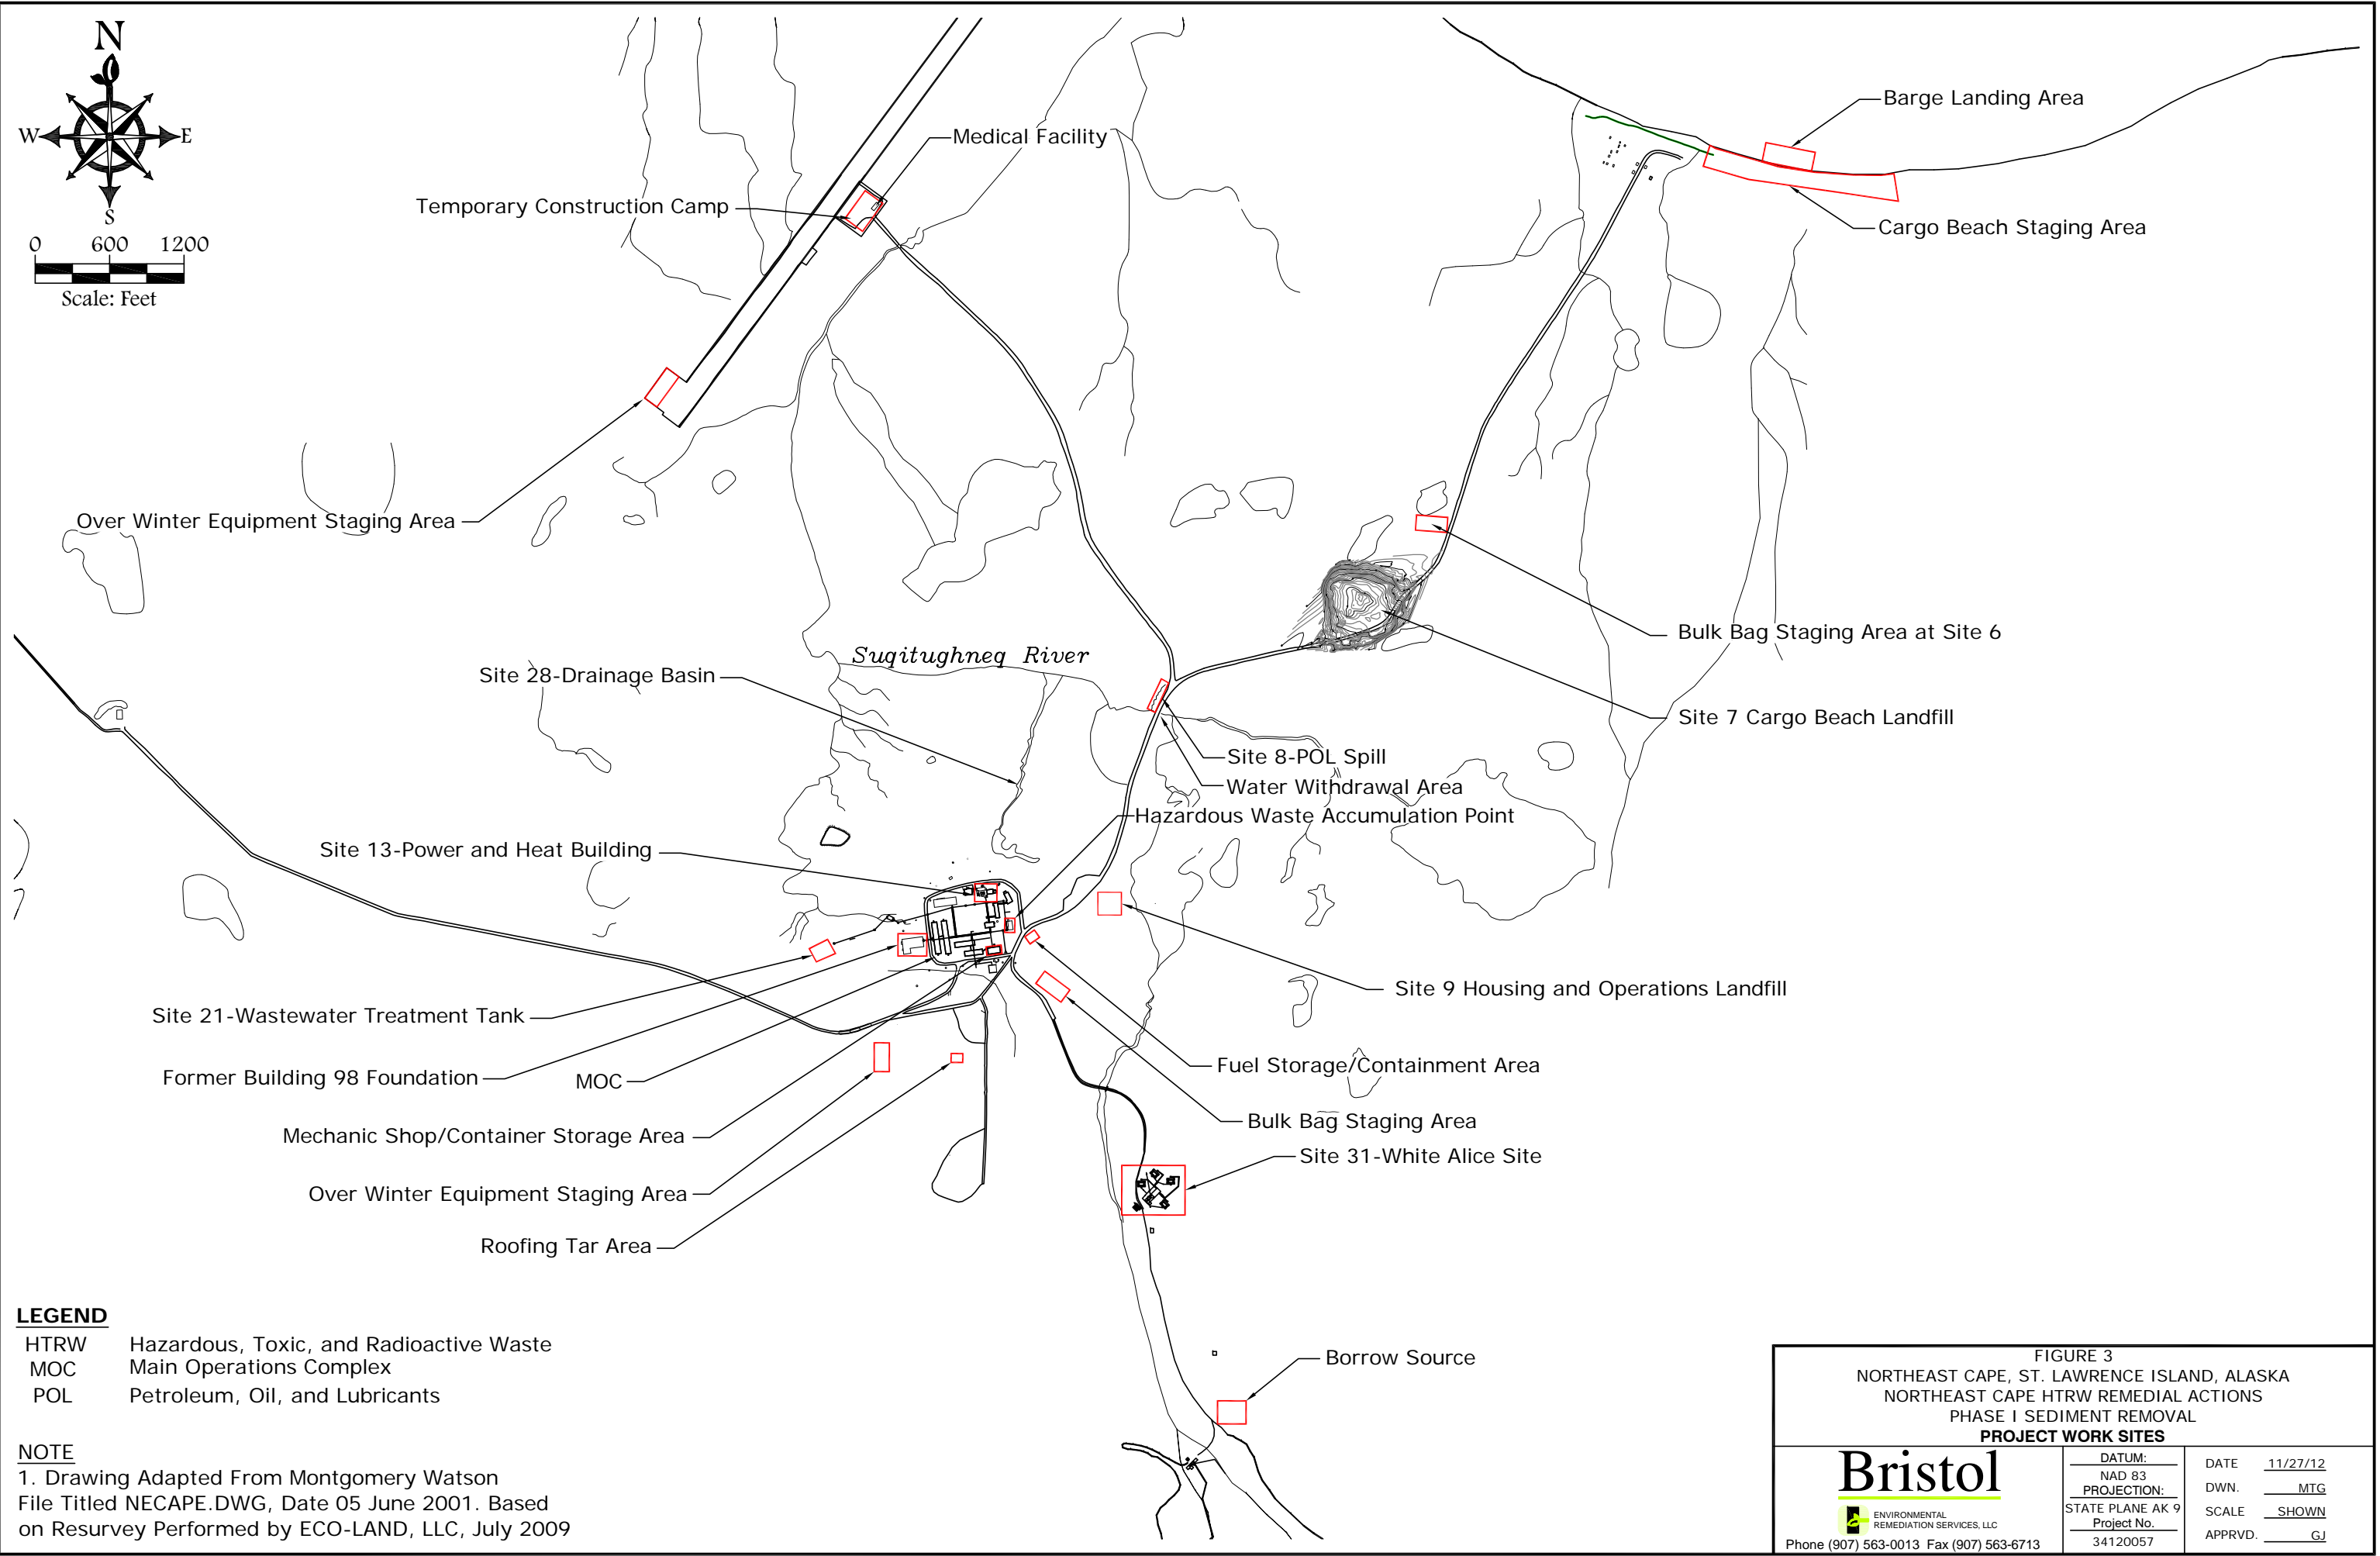 N
W
E
S
0 600 1200
Scale: Feet
Medical Facility
Temporary Construction Camp
Barge Landing Area
Cargo Beach Staging Area
Over Winter Equipment Staging Area
Bulk Bag Staging Area at Site 6
Suqitughneq River
Site 28-Drainage Basin
Site 7 Cargo Beach Landfill
Site 8-POL Spill
Water Withdrawal Area
Hazardous Waste Accumulation Point
Site 13-Power and Heat Building
Site 9 Housing and Operations Landfill
Site 21-Wastewater Treatment Tank
Fuel Storage/Containment Area
Former Building 98 Foundation
MOC
Bulk Bag Staging Area
Mechanic Shop/Container Storage Area
Site 31-White Alice Site
Over Winter Equipment Staging Area
Roofing Tar Area
Borrow Source
LEGEND
HTRW Hazardous, Toxic, and Radioactive Waste
MOC Main Operations Complex
POL Petroleum, Oil, and Lubricants
NOTE
1. Drawing Adapted From Montgomery Watson
File Titled NECAPE.DWG, Date 05 June 2001. Based
on Resurvey Performed by ECO-LAND, LLC, July 2009
FIGURE 3
NORTHEAST CAPE, ST. LAWRENCE ISLAND, ALASKA
NORTHEAST CAPE HTRW REMEDIAL ACTIONS
PHASE I SEDIMENT REMOVAL
PROJECT WORK SITES
Bristol
ENVIRONMENTAL
REMEDIATION SERVICES, LLC
Phone (907) 563-0013 Fax (907) 563-6713
DATUM:
NAD 83
PROJECTION:
STATE PLANE AK 9
Project No.
34120057
DATE 11/27/12
DWN. MTG
SCALE SHOWN
APPRVD. GJ